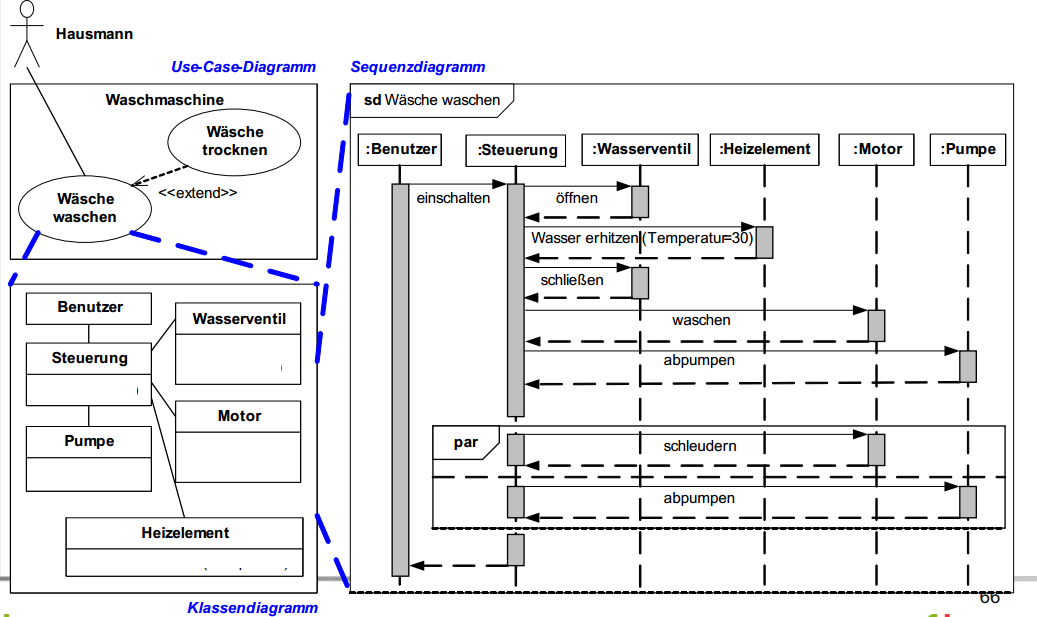 Hausmann
Use-Case-Diagramm
Waschmaschine
Wäsche
trocknen
<<extend>>
Wäsche
waschen
Benutzer
Wasserventil
Steuerung
Motor
Pumpe
Heizelement
Klassendiagramm
Sequenzdiagramm
sd Wäsche waschen
:Benutzer :Steuerung :Wasserventil :Heizelement :Motor :Pumpe
einschalten
öffnen
Wasser erhitzen(Temperatur=30)
schließen
waschen
abpumpen
par
schleudern
abpumpen
66